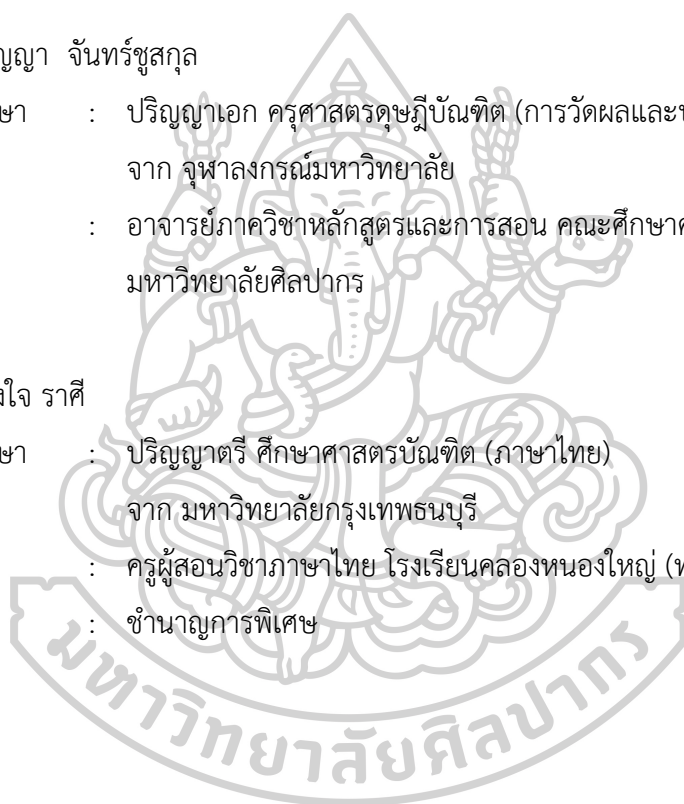 จันทร์ชูสกุล
: ปริญญาเอก ครุศาสตรดุษฎีบัณฑิต (การวัดผลและ
จาก จุฬาลงกรณ์มหาวิทยาลัย
: อาจารย์ภาควิชาหลักสูตรและการสอน คณะศึกษา
มหาวิทยาลัยศิลปากร
ราศี
: ปริญญาตรี ศึกษาศาสตรบัณฑิต (ภาษาไทย)
จาก มหาวิทยาลัยกรุงเทพธนบุรี
: ครูผู้สอนวิชาภาษาไทย โรงเรียนคลองหนองใหญ่
: ชำนาญการพิเศษ
มหาวิทยาลัยศิลปากร